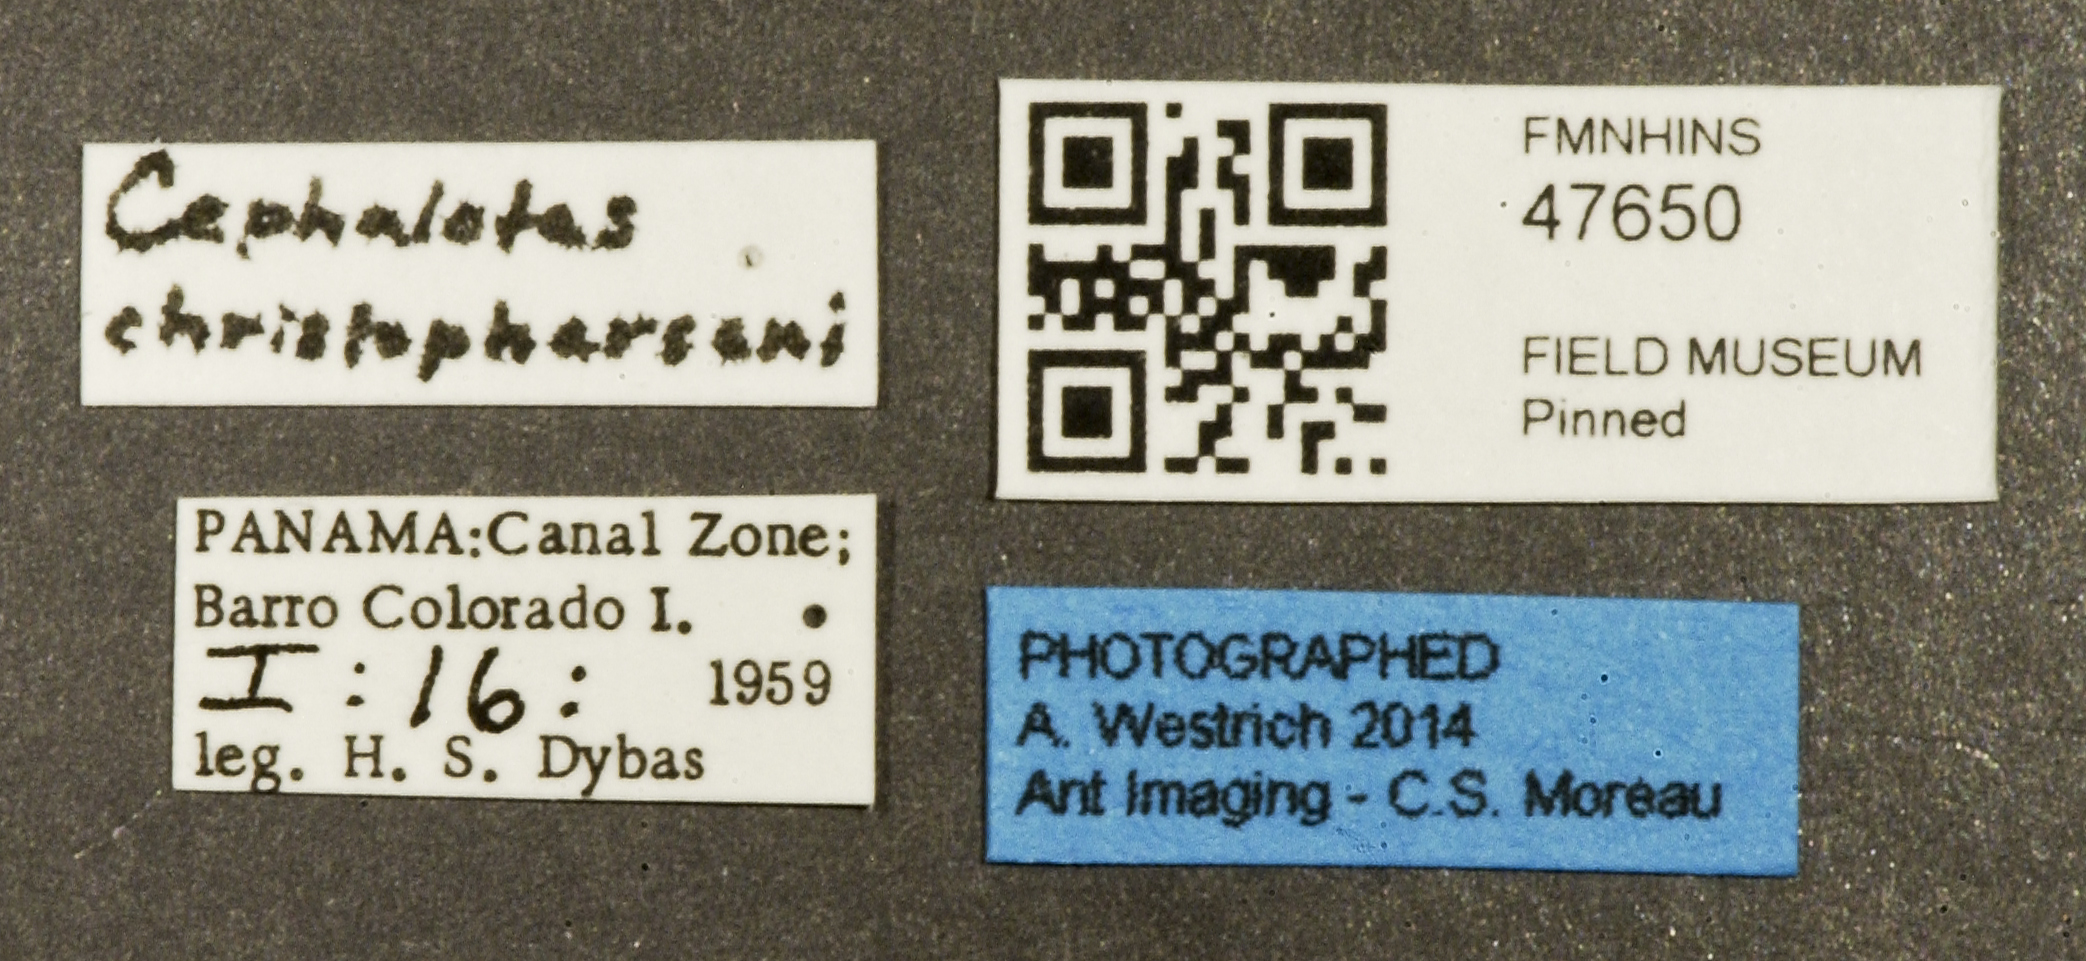 Cephalotes
christopherseni
PANAMA:Canal Zone;
Barro Colorado I.
I:16: 1959
leg. H. S. Dybas
FMNHINS
47650
FIELD MUSEUM
Pinned
PHOTOGRAPHED
A. Westrich 2014
Ant Imaging - C.S. Moreau